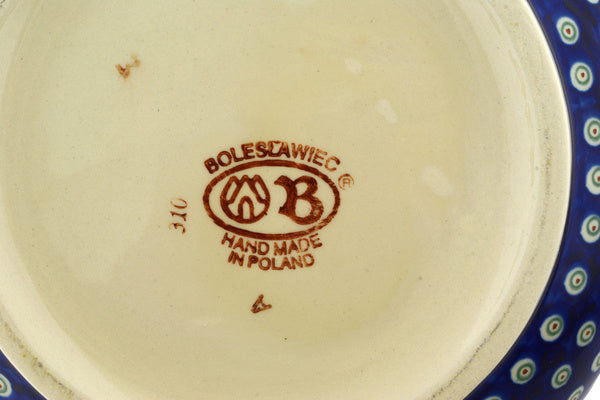 BOLESŁAWIEC
B ®
HAND MADE
IN POLAND
310